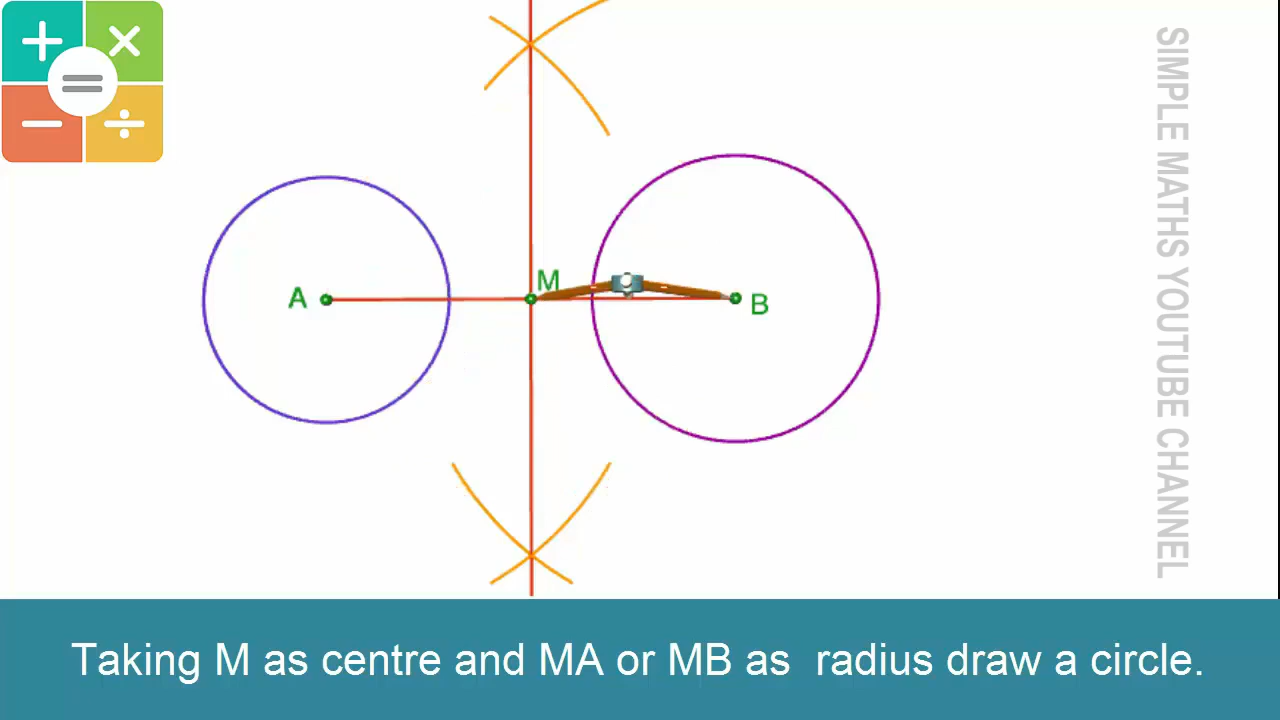 A
M
B
SIMPLE MATHS YOUTUBE CHANNEL
Taking M as centre and MA or MB as  radius draw a circle.